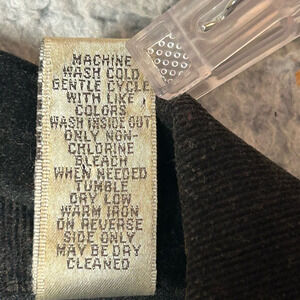 MACHINE
WASH COLD
GENTLE CYCLE
WITH LIKE
COLORS
WASH INSIDE OUT
ONLY NON-
CHLORINE
BLEACH
WHEN NEEDED
TUMBLE
DRY LOW
WARM IRON
ON REVERSE
SIDE ONLY
MAY BE DRY
CLEANED